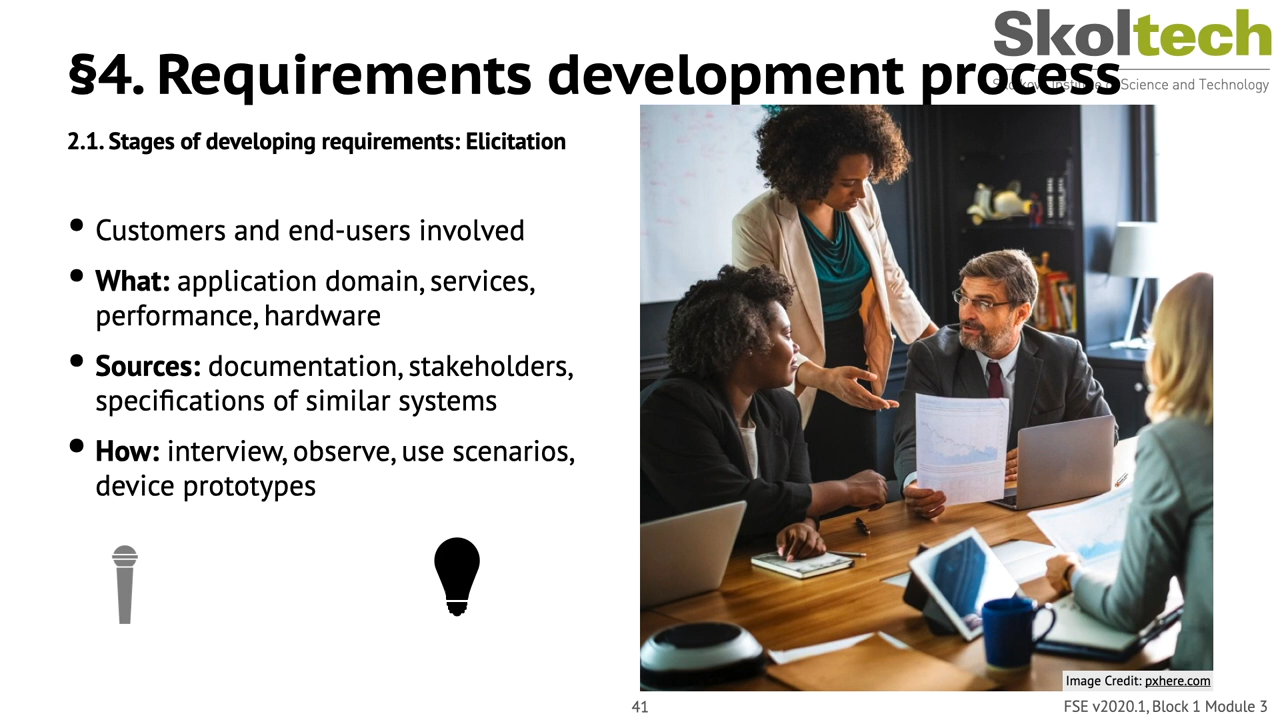 Skoltech
§4. Requirements development process
Science and Technology
2.1. Stages of developing requirements: Elicitation
• Customers and end-users involved
• What: application domain, services,
performance, hardware
• Sources: documentation, stakeholders,
specifications of similar systems
• How: interview, observe, use scenarios,
device prototypes
Image Credit: pxhere.com
41
FSE v2020.1, Block 1 Module 3